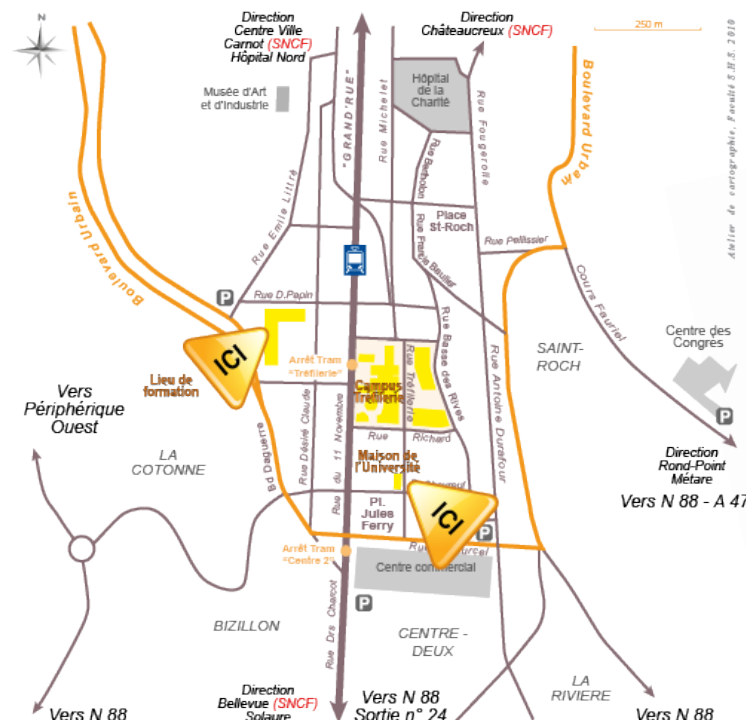 N
Direction
Centre Ville
Carnot (SNCF)
Hôpital Nord
Direction
Châteaucreux (SNCF)
250 m
Atelier de cartographie, Faculté S.H.S. 2010
Musée d'Art
et d'Industrie
"GRAND'RUE"
Rue Michelet
Hôpital
de la
Charité
Rue Fougerolle
Boulevard Urbain
Rue Emile Littré
Place
St-Roch
Boulevard Urbain
Rue Pellissier
P
Rue D.Papin
Rue Basse des Rives
Cours Fauriel
Centre des
Congrès
P
SAINT-
ROCH
ICI
Lieu de
formation
Arrêt Tram
"Tréfilerie"
Campus
Tréfilerie
Rue Tréfilerie
Rue Antoine Durafour
Vers
Périphérique
Ouest
LA
COTONNE
Bd Daguerre
Rue Désiré Claude
Rue du 11 Novembre
Rue Richard
Maison de
l'Université
Direction
Rond-Point
Métare
Vers N 88 - A 47
Pl.
Jules
Ferry
ICI
P
Arrêt Tram
"Centre 2"
Centre commercial
P
Rue Drs Charcot
BIZILLON
CENTRE -
DEUX
LA
RIVIERE
Vers N 88
Direction
Bellevue (SNCF)
Solaure
Vers N 88
Sortie n° 24
Vers N 88